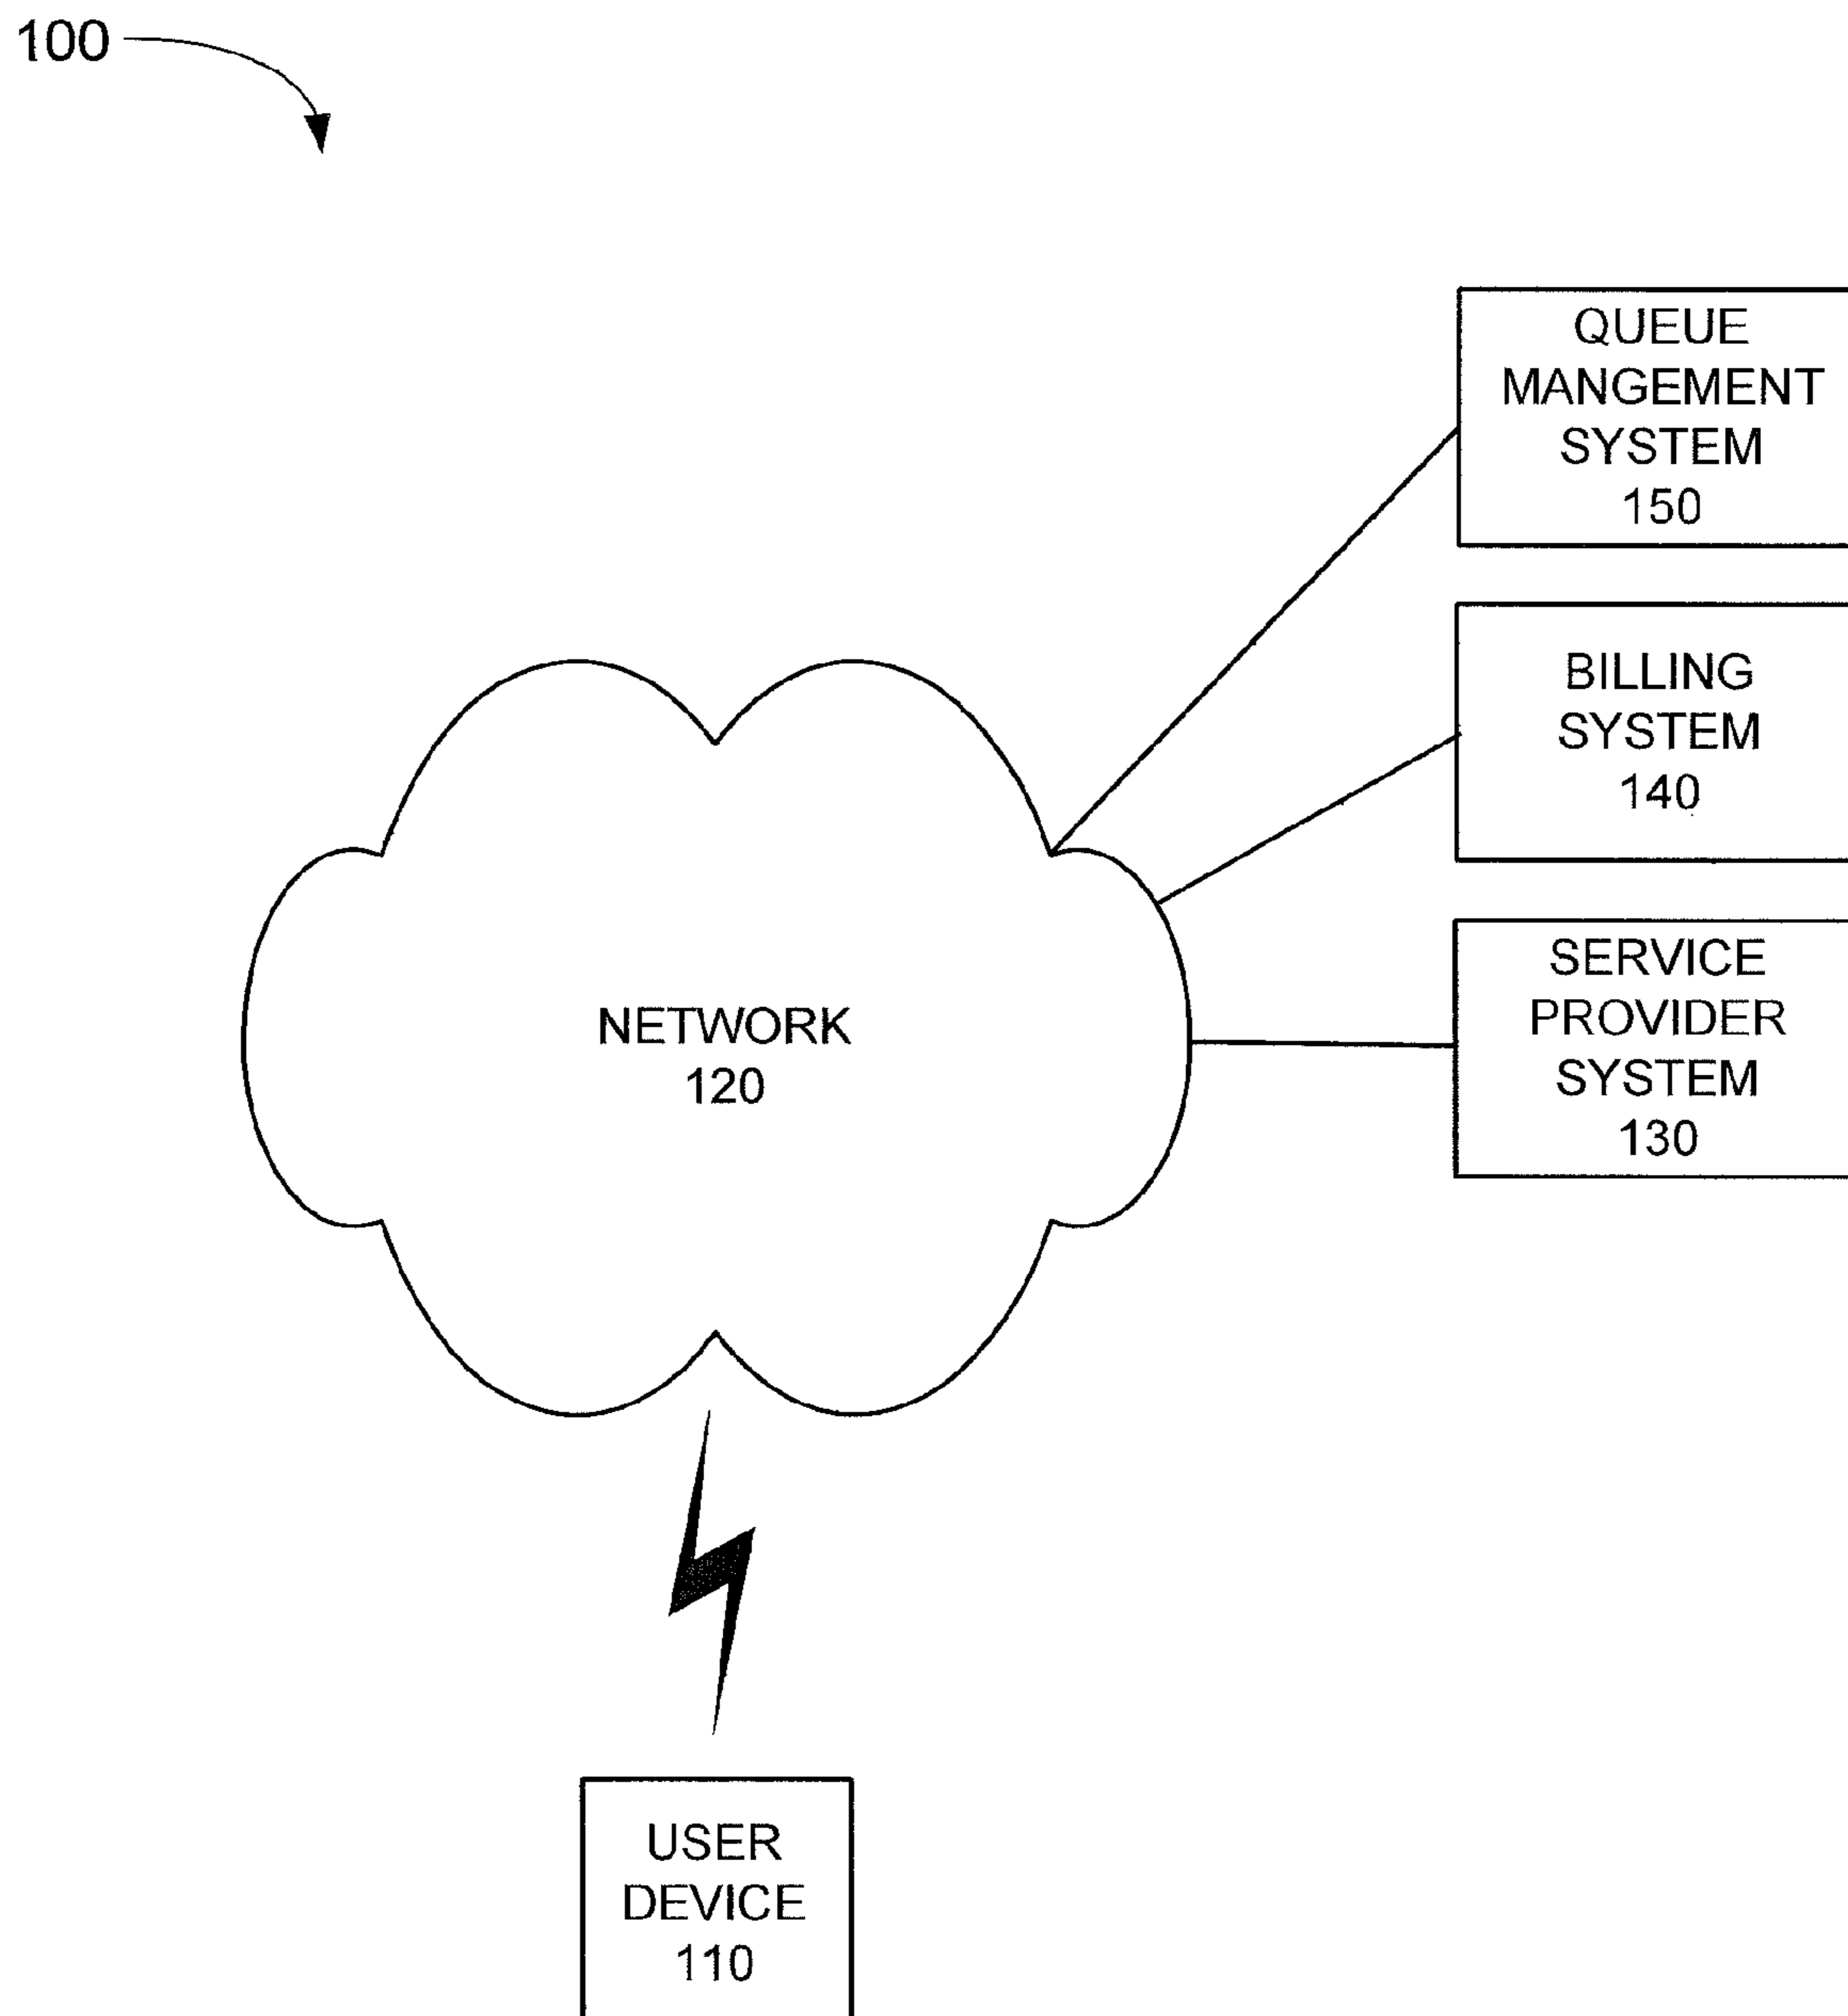 100
QUEUE
MANGEMENT
SYSTEM
150
BILLING
SYSTEM
140
SERVICE
PROVIDER
SYSTEM
130
NETWORK
120
USER
DEVICE
110